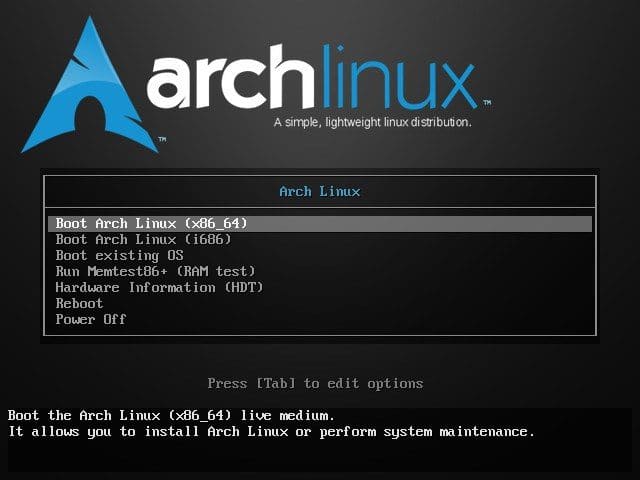 archlinux™
A simple, lightweight linux distribution.
™
Arch Linux
Boot Arch Linux (x86_64)
Boot Arch Linux (i686)
Boot existing OS
Run Memtest86+ (RAM test)
Hardware Information (HDT)
Reboot
Power Off
Press [Tab] to edit options
Boot the Arch Linux (x86_64) live medium.
It allows you to install Arch Linux or perform system maintenance.